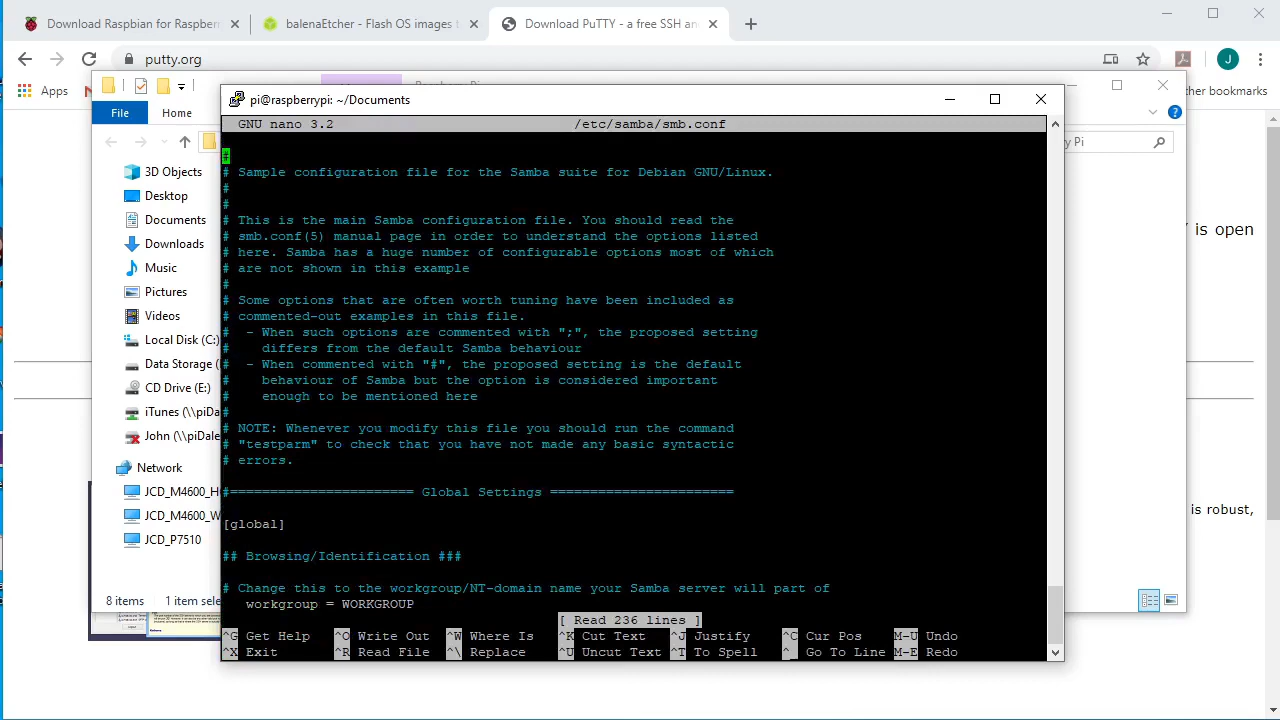 Download Raspbian for Raspberr
balenaEtcher - Flash OS images t
Download PuTTY - a free SSH an
putty.org
J
Apps
other bookmarks
File
Home
Pi
3D Objects
Desktop
Documents
Downloads
Music
Pictures
Videos
Local Disk (C:)
Data Storage (
CD Drive (E:)
iTunes (\\piDale
John (\\piDale
Network
JCD_M4600_H
JCD_M4600_W
JCD_P7510
8 items 1 item sele
is open
is robust,
pi@raspberrypi: ~/Documents
GNU nano 3.2 /etc/samba/smb.conf
#
# Sample configuration file for the Samba suite for Debian GNU/Linux.
#
#
# This is the main Samba configuration file. You should read the
# smb.conf(5) manual page in order to understand the options listed
# here. Samba has a huge number of configurable options most of which
# are not shown in this example
#
# Some options that are often worth tuning have been included as
# commented-out examples in this file.
#  - When such options are commented with ";", the proposed setting
#    differs from the default Samba behaviour
#  - When commented with "#", the proposed setting is the default
#    behaviour of Samba but the option is considered important
#    enough to be mentioned here
#
# NOTE: Whenever you modify this file you should run the command
# "testparm" to check that you have not made any basic syntactic
# errors.
#======================= Global Settings =======================
[global]
## Browsing/Identification ###
# Change this to the workgroup/NT-domain name your Samba server will part of
workgroup = WORKGROUP
[ Read 236 lines ]
^G Get Help ^O Write Out ^W Where Is ^K Cut Text ^J Justify ^C Cur Pos M-U Undo
^X Exit ^R Read File ^\ Replace ^U Uncut Text ^T To Spell ^_ Go To Line M-E Redo